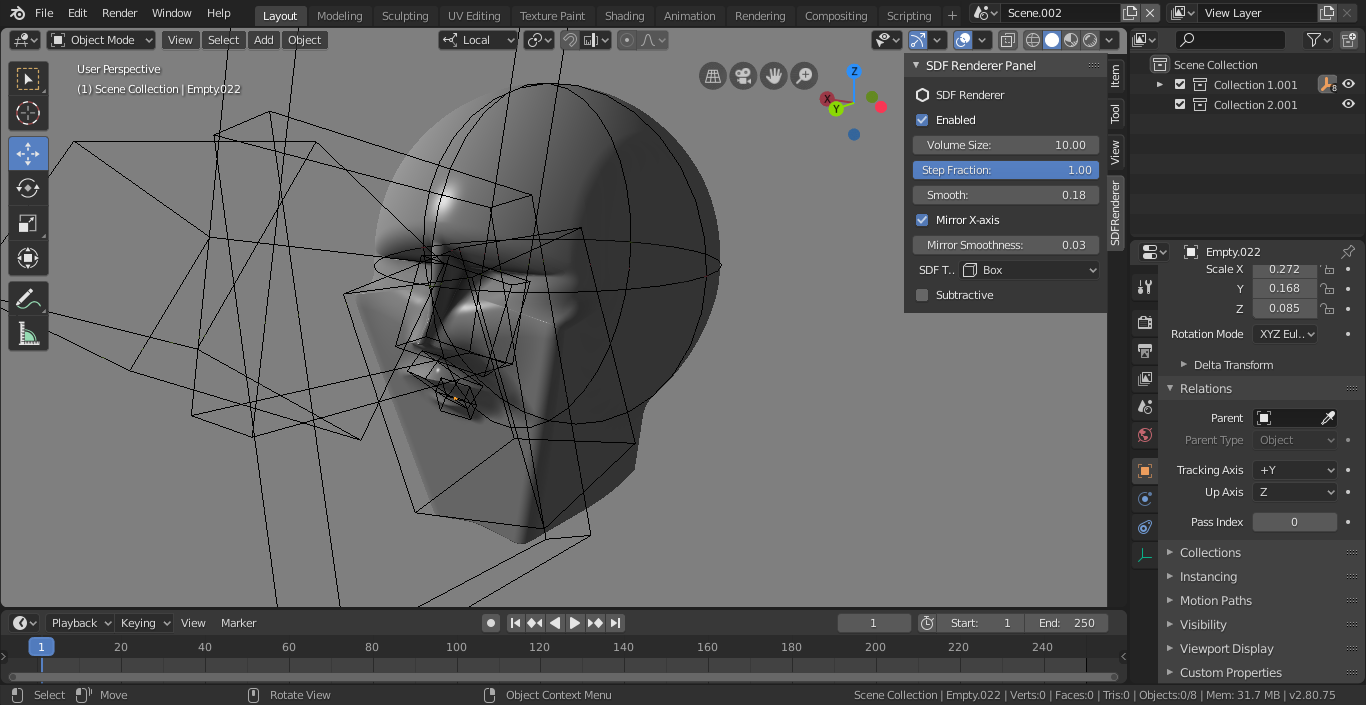 File Edit Render Window Help Layout Modeling Sculpting UV Editing Texture Paint Shading Animation Rendering Compositing Scripting + Scene.002 View Layer
Object Mode View Select Add Object Local
User Perspective
(1) Scene Collection | Empty.022
Z
X
Y
SDF Renderer Panel
SDF Renderer
Enabled
Volume Size: 10.00
Step Fraction: 1.00
Smooth: 0.18
Mirror X-axis
Mirror Smoothness: 0.03
SDF T.. Box
Subtractive
Item
Tool
View
SDFRenderer
Scene Collection
Collection 1.001 8
Collection 2.001
Empty.022
Scale X 0.272
Y 0.168
Z 0.085
Rotation Mode XYZ Eul..
Delta Transform
Relations
Parent
Parent Type Object
Tracking Axis +Y
Up Axis Z
Pass Index 0
Collections
Instancing
Motion Paths
Visibility
Viewport Display
Custom Properties
Playback Keying View Marker 1 Start: 1 End: 250
1 20 40 60 80 100 120 140 160 180 200 220 240
Select Move Rotate View Object Context Menu Scene Collection | Empty.022 | Verts:0 | Faces:0 | Tris:0 | Objects:0/8 | Mem: 31.7 MB | v2.80.75